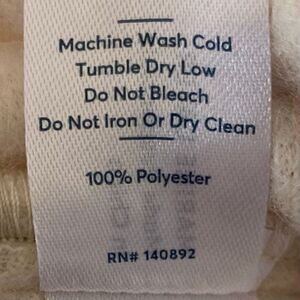 Machine Wash Cold
Tumble Dry Low
Do Not Bleach
Do Not Iron Or Dry Clean
100% Polyester
RN# 140892